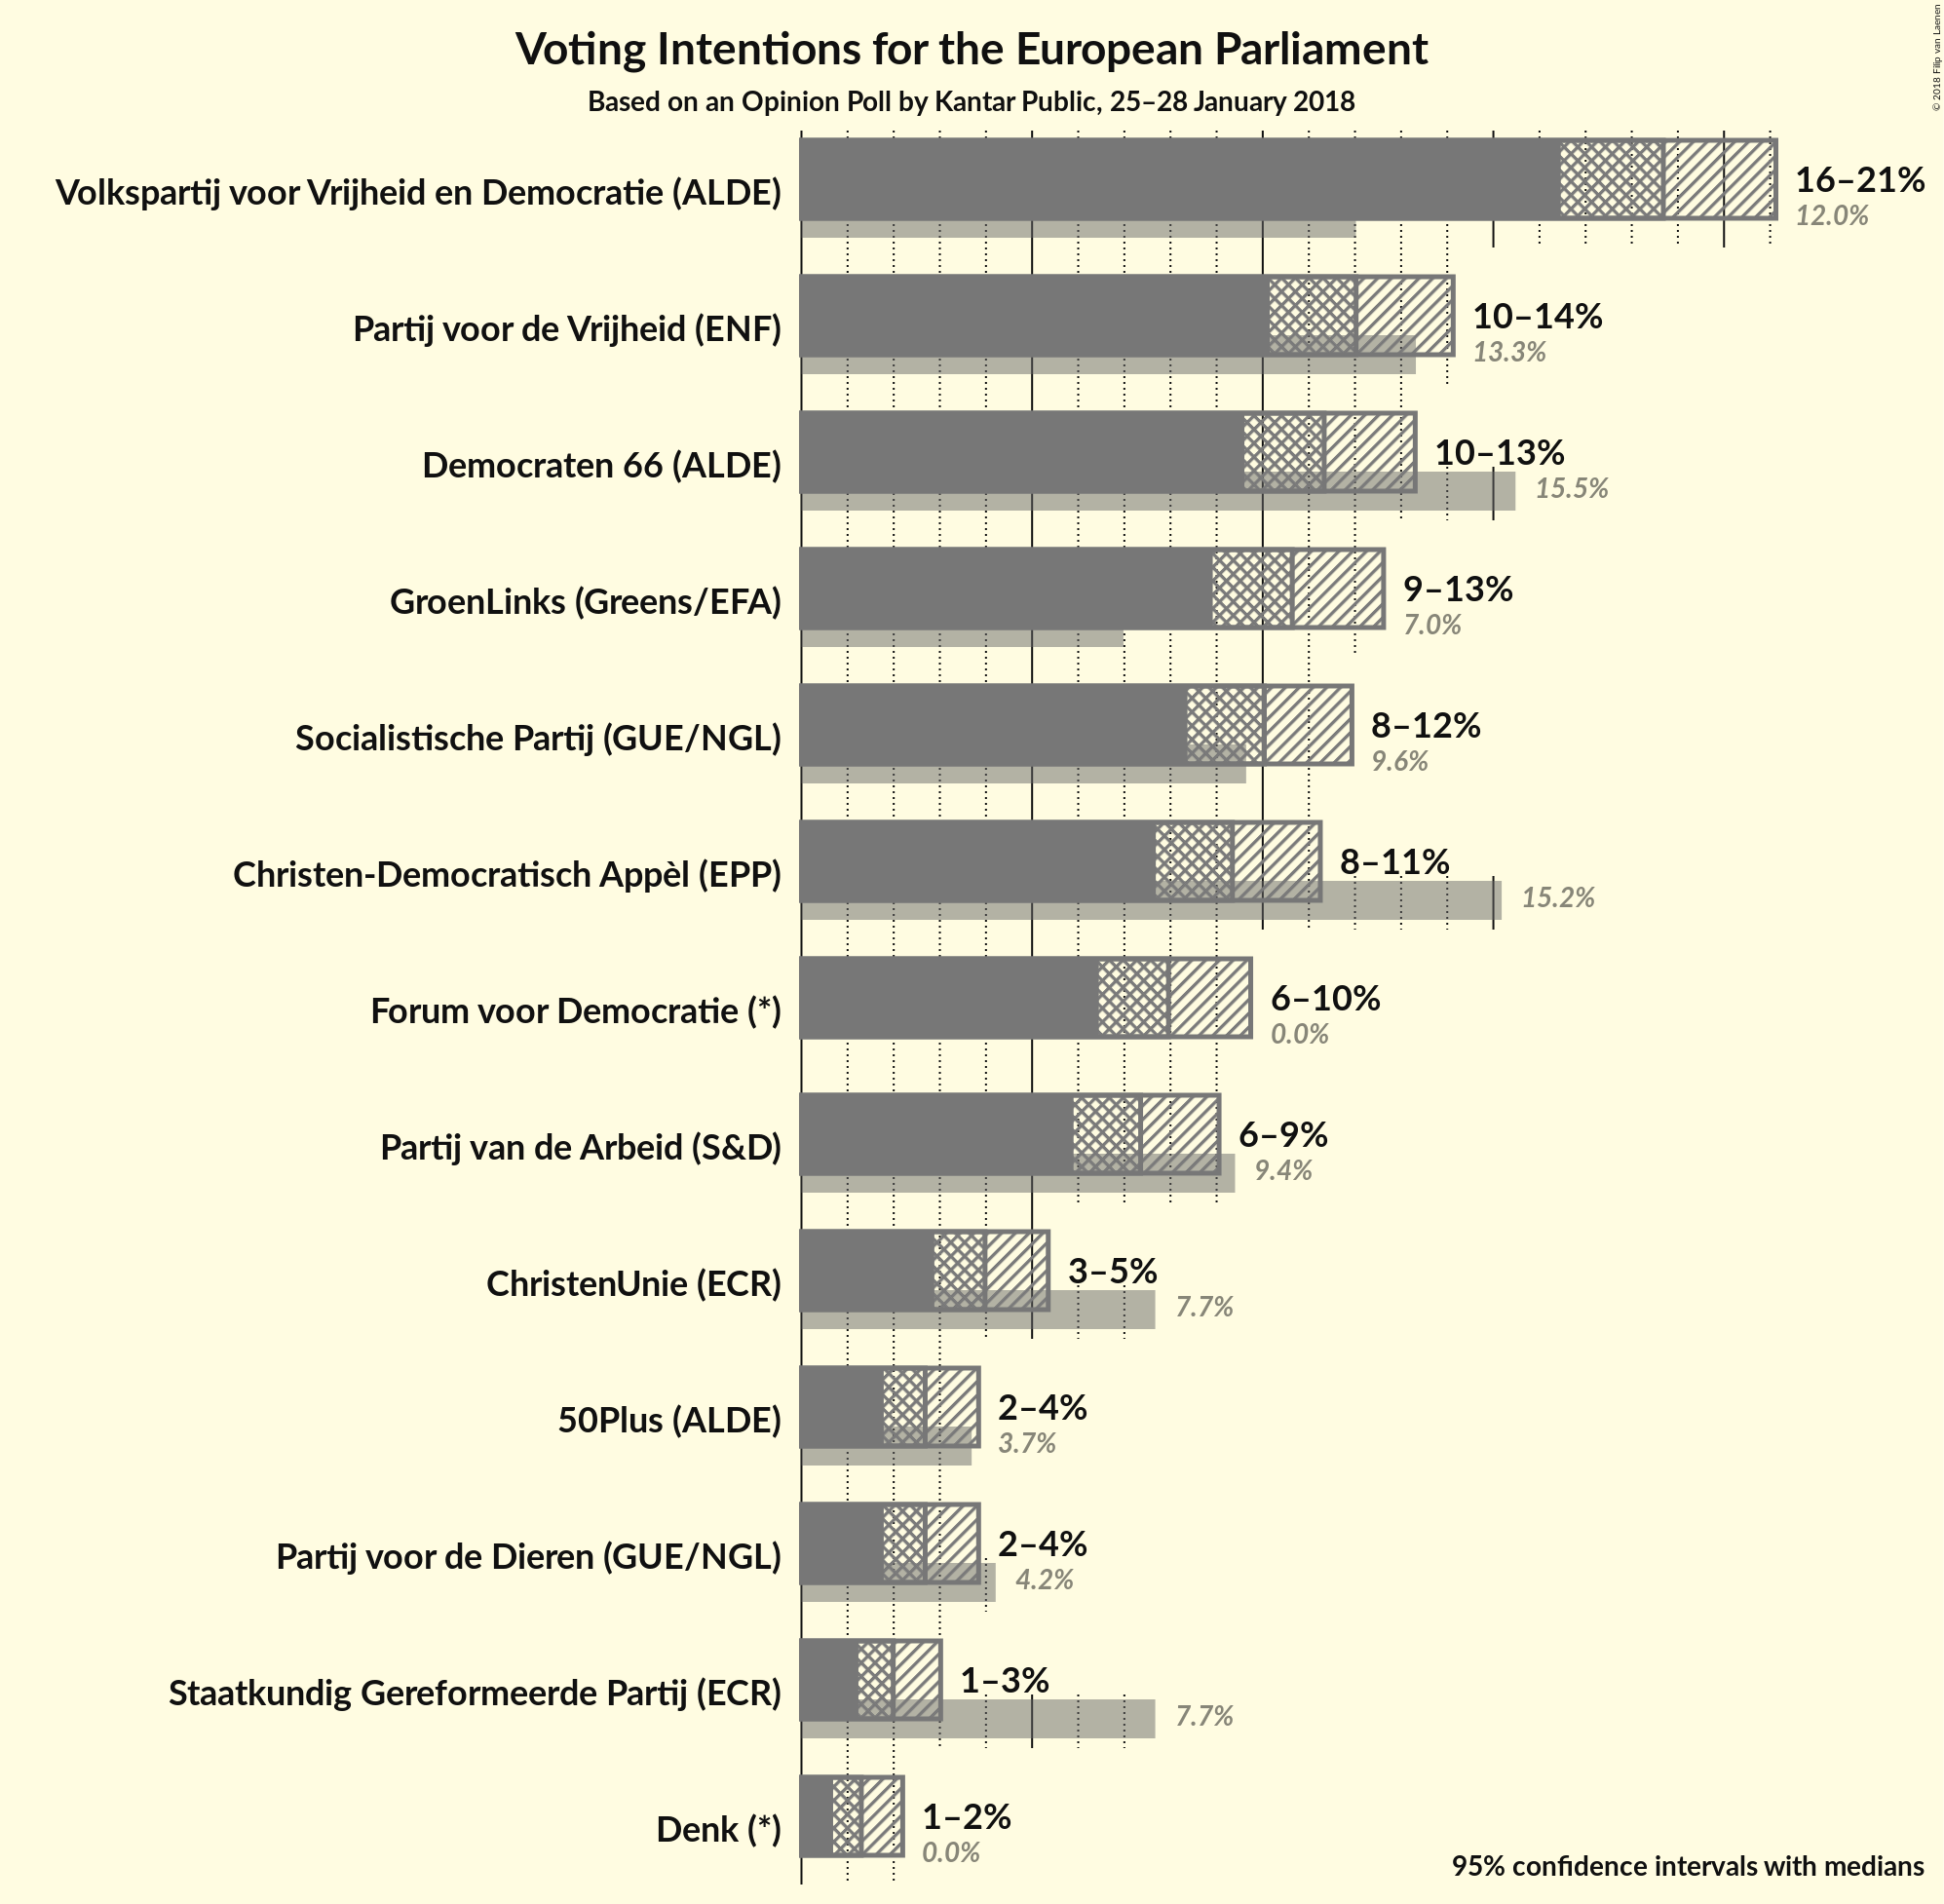 Voting Intentions for the European Parliament
Based on an Opinion Poll by Kantar Public, 25–28 January 2018
© 2018 Filip van Laenen
Volkspartij voor Vrijheid en Democratie (ALDE)
16–21%
12.0%
Partij voor de Vrijheid (ENF)
10–14%
13.3%
Democraten 66 (ALDE)
10–13%
15.5%
GroenLinks (Greens/EFA)
9–13%
7.0%
Socialistische Partij (GUE/NGL)
8–12%
9.6%
Christen-Democratisch Appèl (EPP)
8–11%
15.2%
Forum voor Democratie (*)
6–10%
0.0%
Partij van de Arbeid (S&D)
6–9%
9.4%
ChristenUnie (ECR)
3–5%
7.7%
50Plus (ALDE)
2–4%
3.7%
Partij voor de Dieren (GUE/NGL)
2–4%
4.2%
Staatkundig Gereformeerde Partij (ECR)
1–3%
7.7%
Denk (*)
1–2%
0.0%
95% confidence intervals with medians